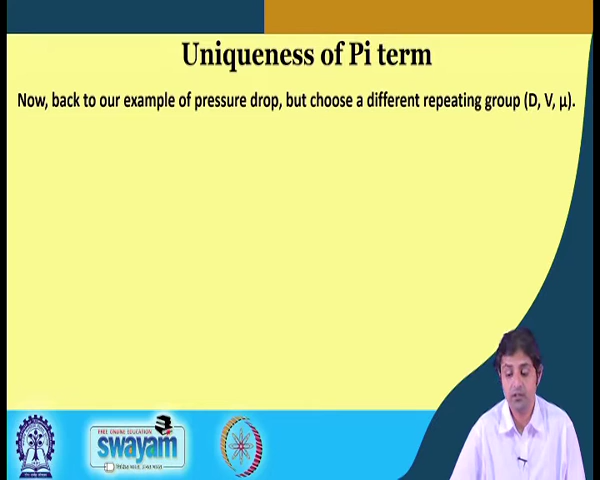 Uniqueness of Pi term
Now, back to our example of pressure drop, but choose a different repeating group (D, V, μ).
FREE ONLINE EDUCATION
swayam